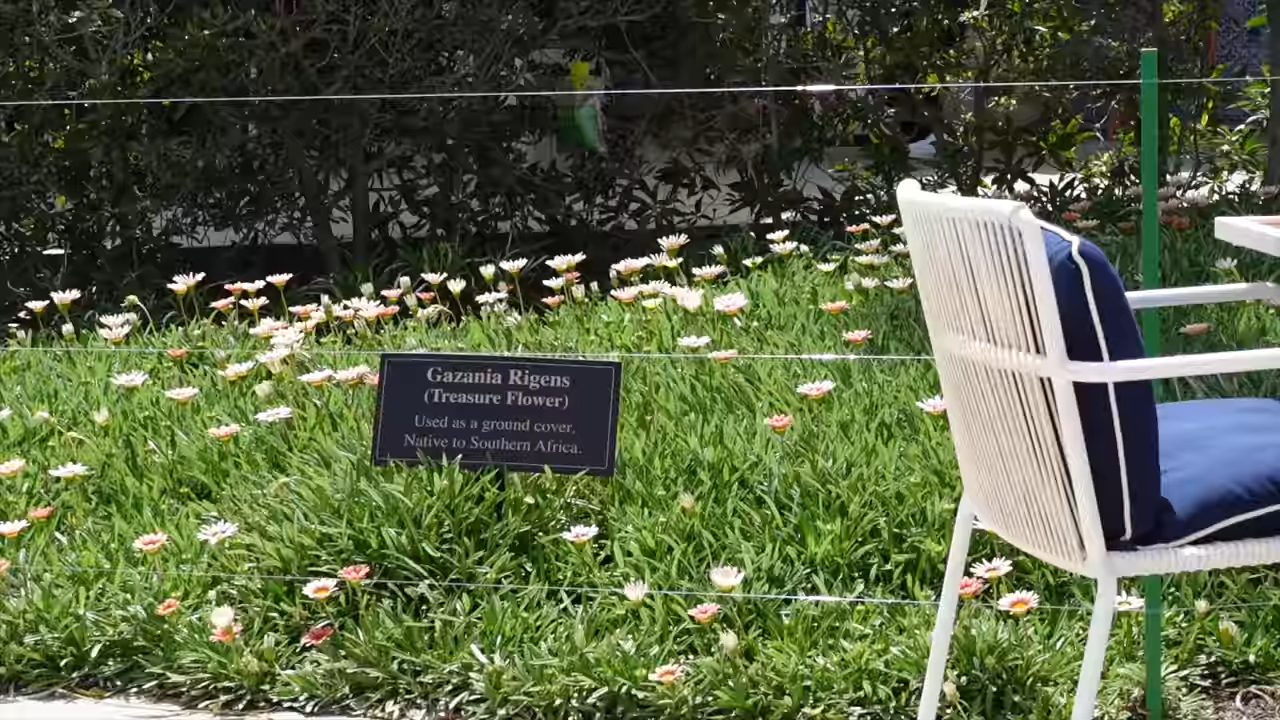 Gazania Rigens
(Treasure Flower)
Used as a ground cover,
Native to Southern Africa.